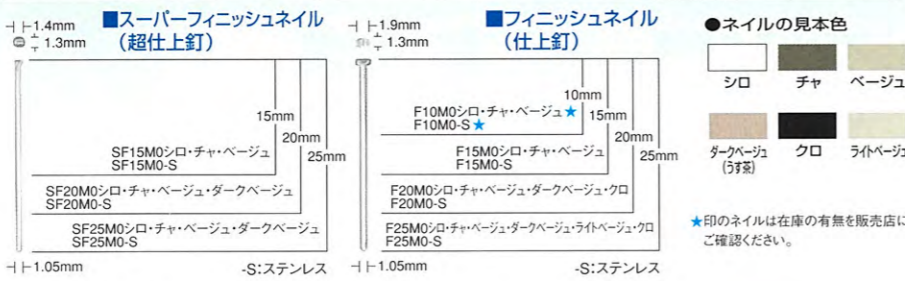 ■スーパーフィニッシュネイル
（超仕上釘）
1.4mm
1.3mm
15mm
20mm
25mm
SF15M0シロ・チャ・ベージュ
SF15M0-S
SF20M0シロ・チャ・ベージュ・ダークベージュ
SF20M0-S
SF25M0シロ・チャ・ベージュ・ダークベージュ
SF25M0-S
1.05mm
-S:ステンレス
■フィニッシュネイル
（仕上釘）
1.9mm
1.3mm
10mm
15mm
20mm
25mm
F10M0シロ・チャ・ベージュ★
F10M0-S★
F15M0シロ・チャ・ベージュ
F15M0-S
F20M0シロ・チャ・ベージュ・ダークベージュ・クロ
F20M0-S
F25M0シロ・チャ・ベージュ・ダークベージュ・ライトベージュ・クロ
F25M0-S
1.05mm
-S:ステンレス
●ネイルの見本色
シロ チャ ベージュ
ダークベージュ クロ ライトベージュ
（うす茶）
★印のネイルは在庫の有無を販売店に
ご確認ください。